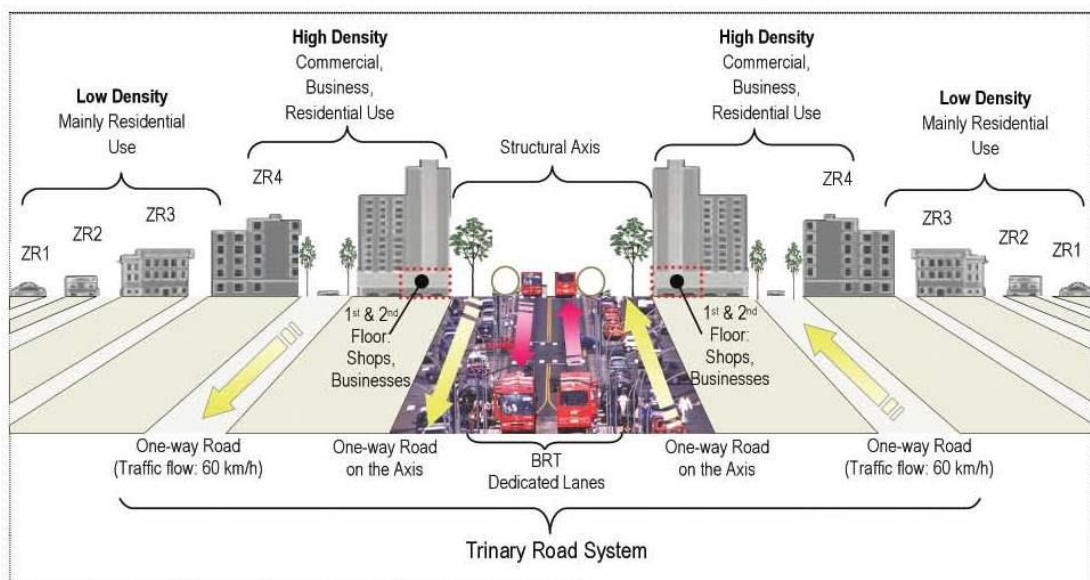 High Density
Commercial,
Business,
Residential Use
High Density
Commercial,
Business,
Residential Use
Low Density
Mainly Residential
Use
Low Density
Mainly Residential
Use
Structural Axis
ZR4
ZR4
ZR3
ZR3
ZR2
ZR2
ZR1
ZR1
1st & 2nd
Floor:
Shops,
Businesses
1st & 2nd
Floor:
Shops,
Businesses
One-way Road
(Traffic flow: 60 km/h)
One-way Road
on the Axis
BRT
Dedicated Lanes
One-way Road
on the Axis
One-way Road
(Traffic flow: 60 km/h)
Trinary Road System